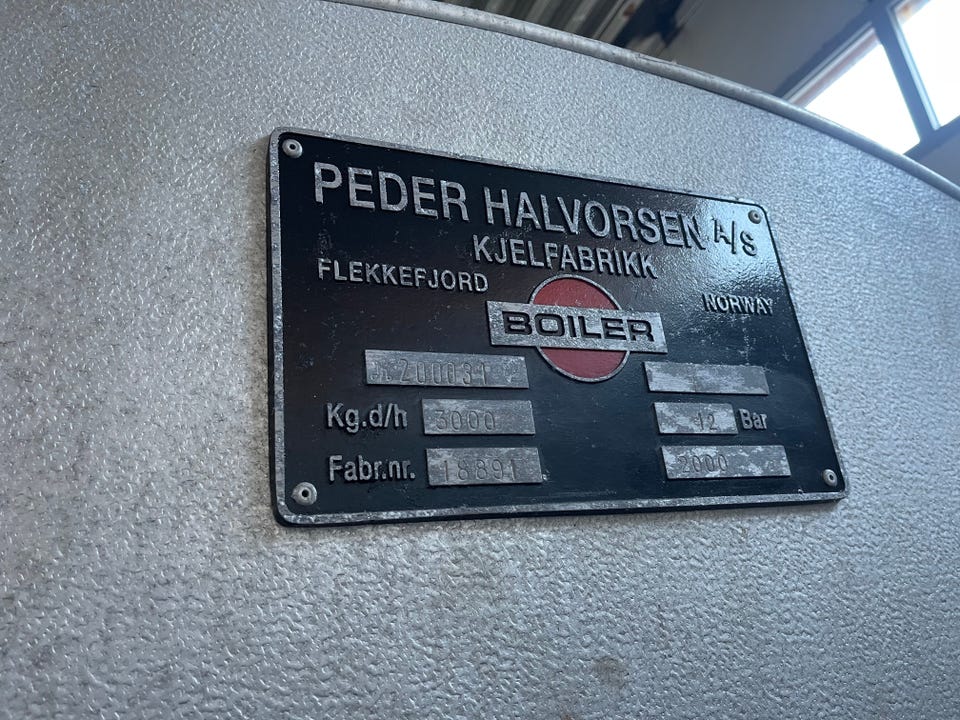 PEDER HALVORSEN A/S
KJELFABRIKK
FLEKKEFJORD NORWAY
BOILER
Kg.d/h 3000 12 Bar
Fabr.nr. 18891 2000